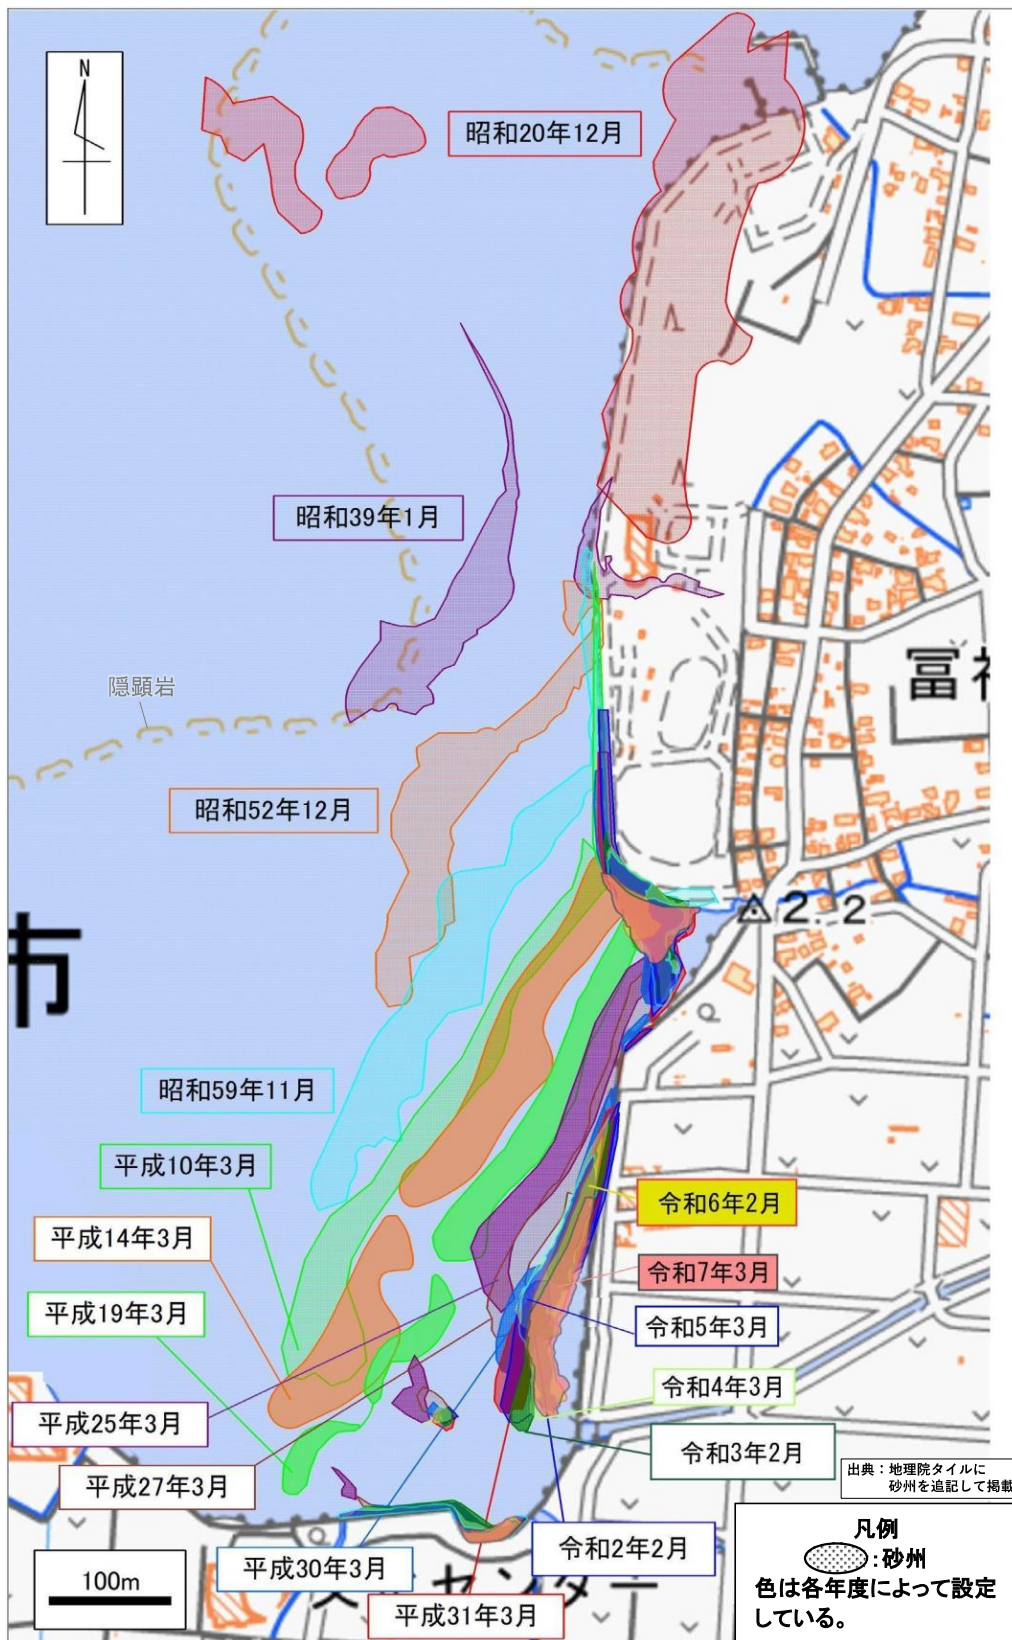 N
昭和20年12月
昭和39年1月
隠顕岩
冨
昭和52年12月
市
2.2
昭和59年11月
平成10年3月
令和6年2月
平成14年3月
令和7年3月
平成19年3月
令和5年3月
令和4年3月
平成25年3月
令和3年2月
平成27年3月
出典：地理院タイルに
砂州を追記して掲載
令和2年2月
平成30年3月
センター
平成31年3月
100m
凡例
：砂州
色は各年度によって設定
している。